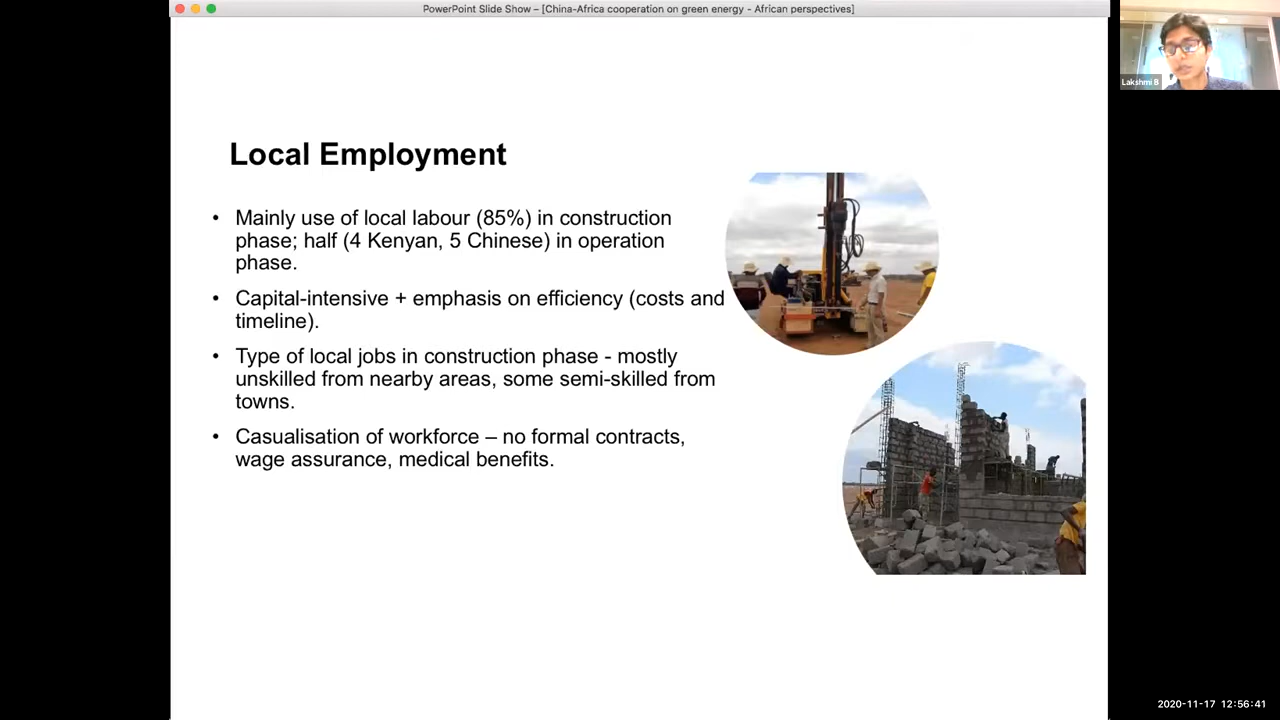 PowerPoint Slide Show – [China-Africa cooperation on green energy - African perspectives]
Lakshmi B
Local Employment
• Mainly use of local labour (85%) in construction
phase; half (4 Kenyan, 5 Chinese) in operation
phase.
• Capital-intensive + emphasis on efficiency (costs and
timeline).
• Type of local jobs in construction phase - mostly
unskilled from nearby areas, some semi-skilled from
towns.
• Casualisation of workforce – no formal contracts,
wage assurance, medical benefits.
2020-11-17 12:56:41